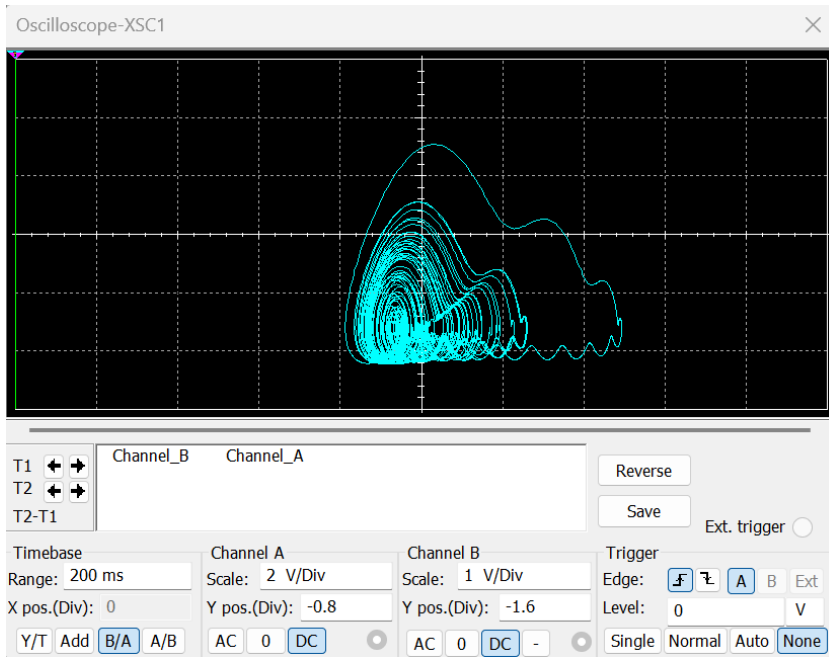 Oscilloscope-XSC1
T1 Channel_B Channel_A Reverse
T2
T2-T1 Save
Ext. trigger
Timebase Channel A Channel B Trigger
Range: 200 ms Scale: 2 V/Div Scale: 1 V/Div Edge: A B Ext
X pos.(Div): 0 Y pos.(Div): -0.8 Y pos.(Div): -1.6 Level: 0 V
Y/T Add B/A A/B AC 0 DC AC 0 DC - Single Normal Auto None